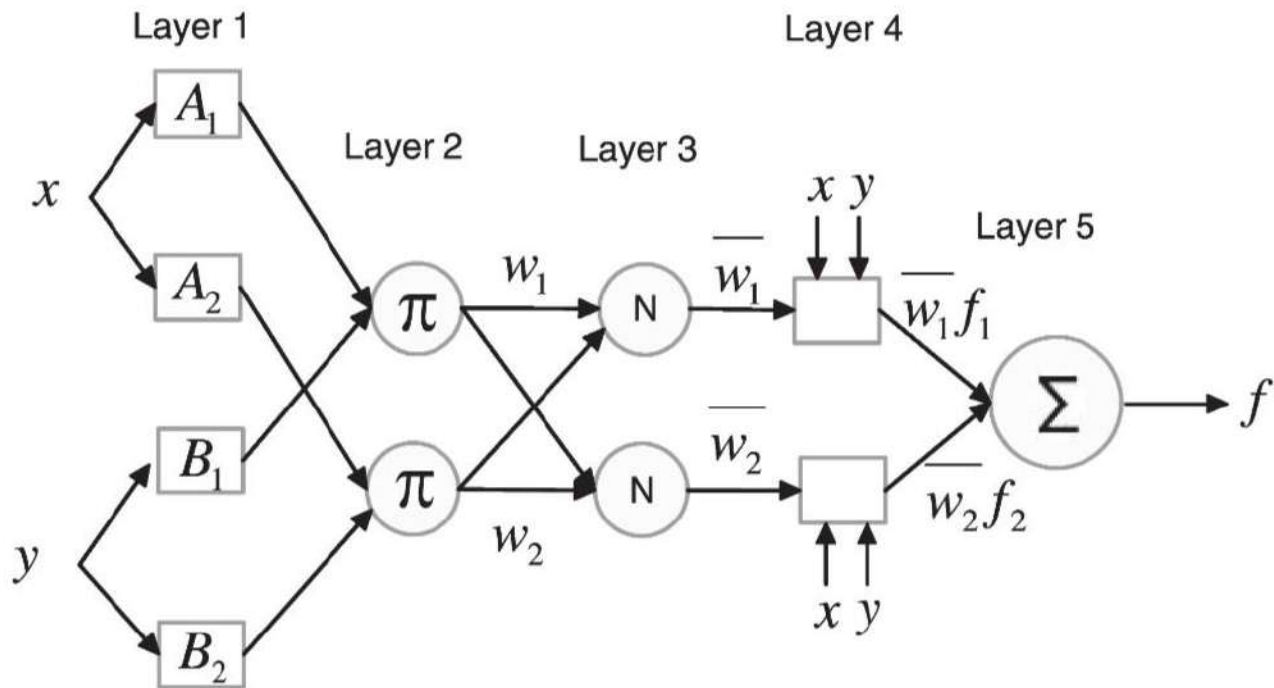 Layer 1
Layer 4
A₁
Layer 2
Layer 3
x
x y
Layer 5
A₂
w₁
w̅₁
π
N
w̅₁f₁
Σ
f
B₁
w̅₂
π
N
w̅₂f₂
w₂
y
x y
B₂